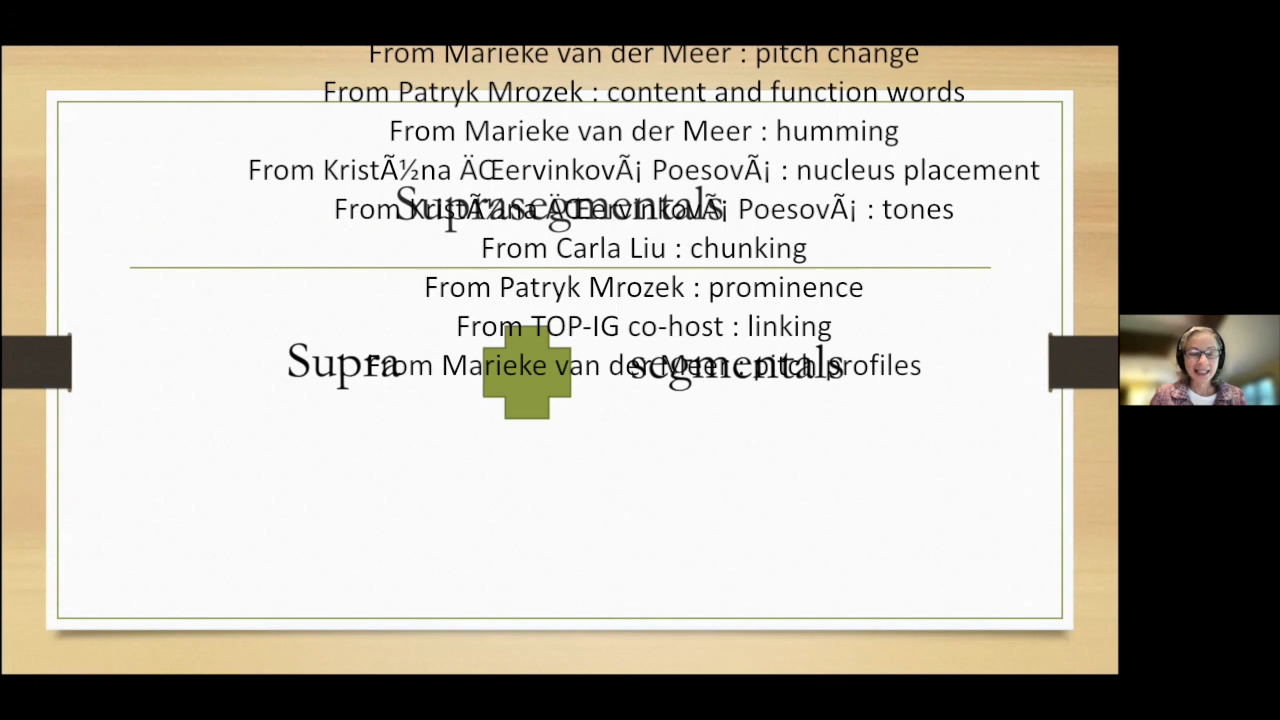 From Marieke van der Meer : pitch change
From Patryk Mrozek : content and function words
From Marieke van der Meer : humming
From KristÃ½na ÄŒervinkovÃ¡ PoesovÃ¡ : nucleus placement
Suprasegmentals
From KristÃ½na ÄŒervinkovÃ¡ PoesovÃ¡ : tones
From Carla Liu : chunking
From Patryk Mrozek : prominence
From TOP-IG co-host : linking
Supra segmentals
From Marieke van der Meer : pitch profiles